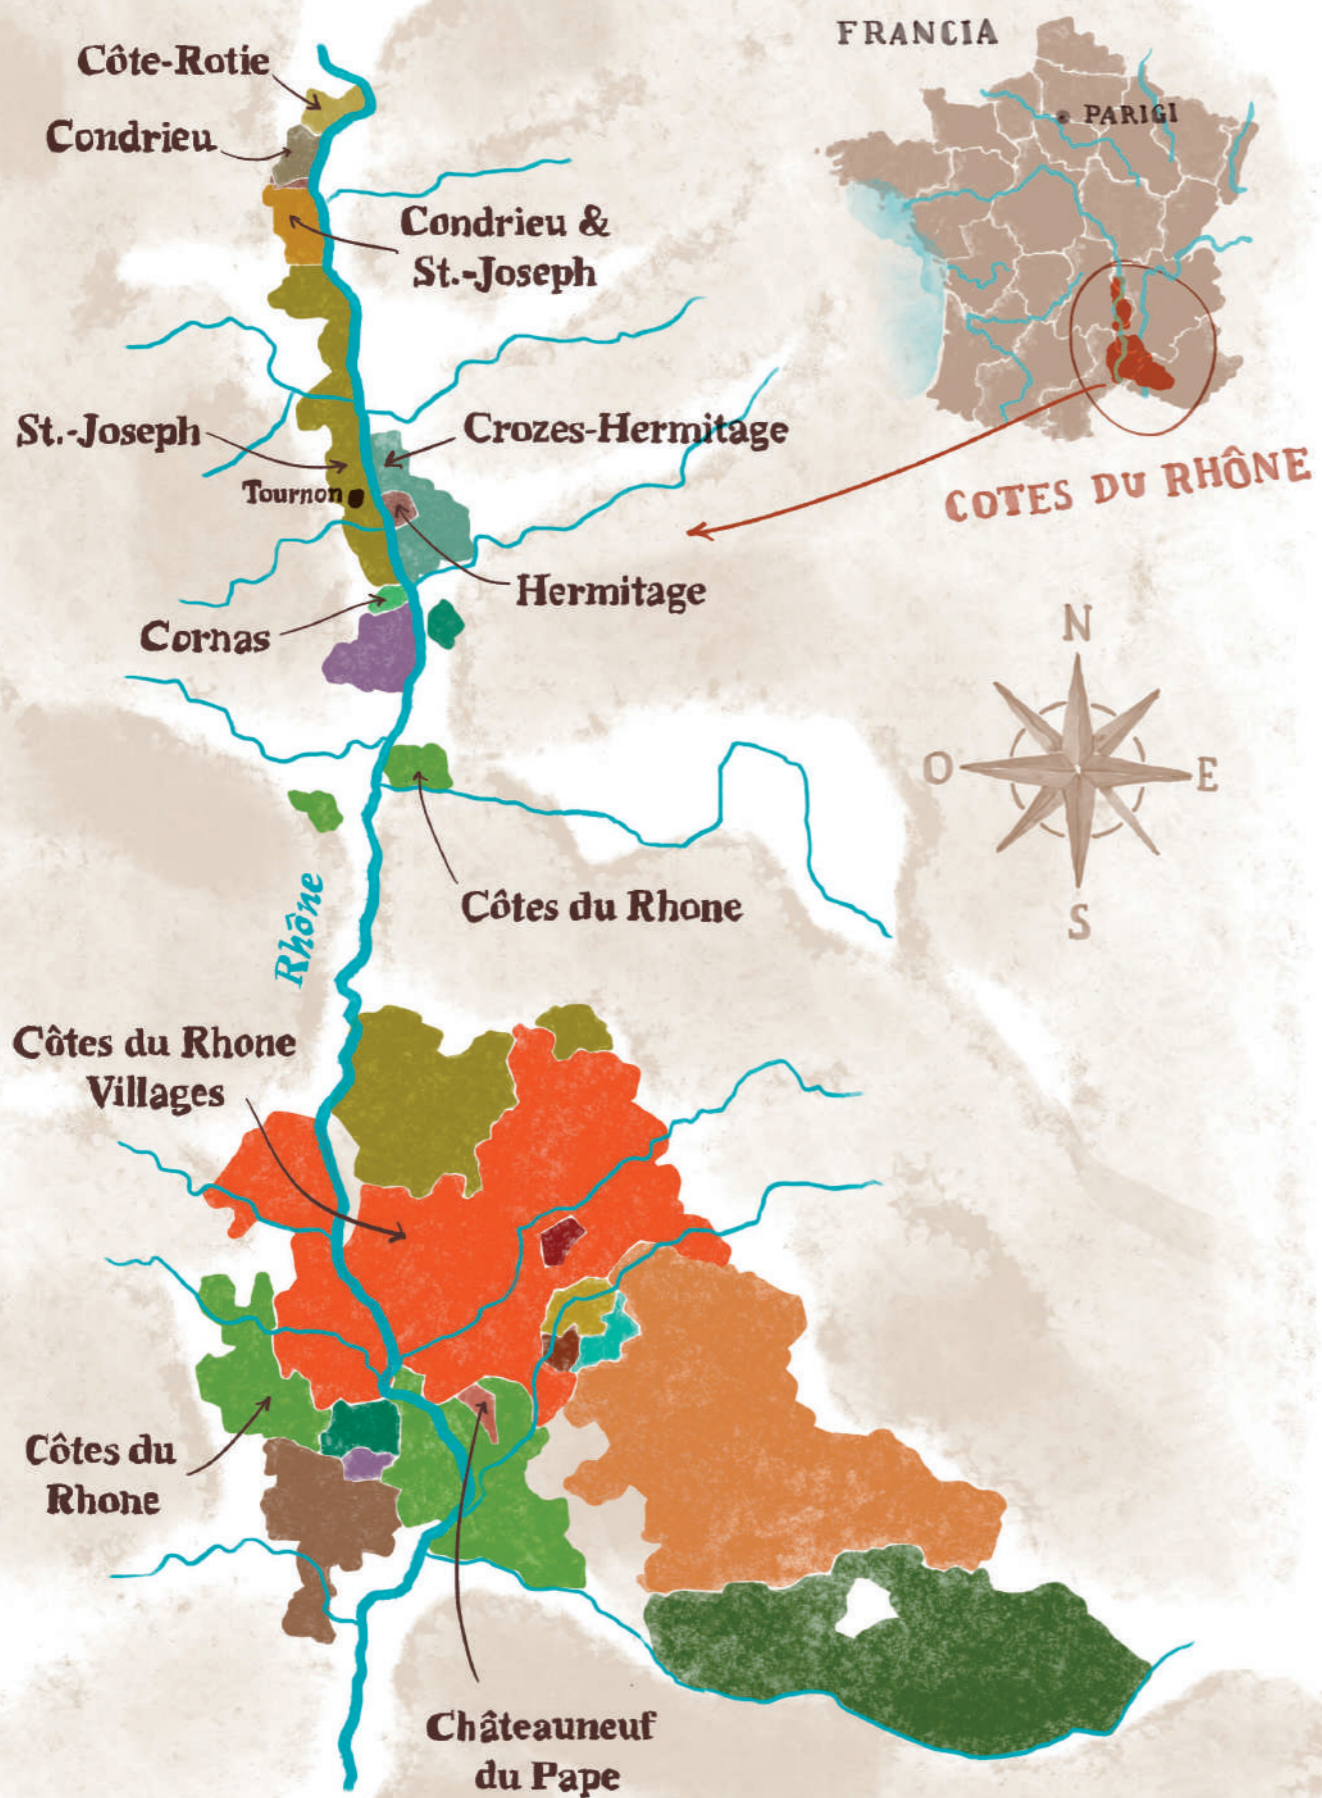 FRANCIA
PARIGI
Côte-Rotie
Condrieu
Condrieu &
St.-Joseph
St.-Joseph
Crozes-Hermitage
Tournon
COTES DU RHÔNE
Hermitage
Cornas
N
O
E
S
Côtes du Rhone
Rhône
Côtes du Rhone
Villages
Côtes du
Rhone
Châteauneuf
du Pape